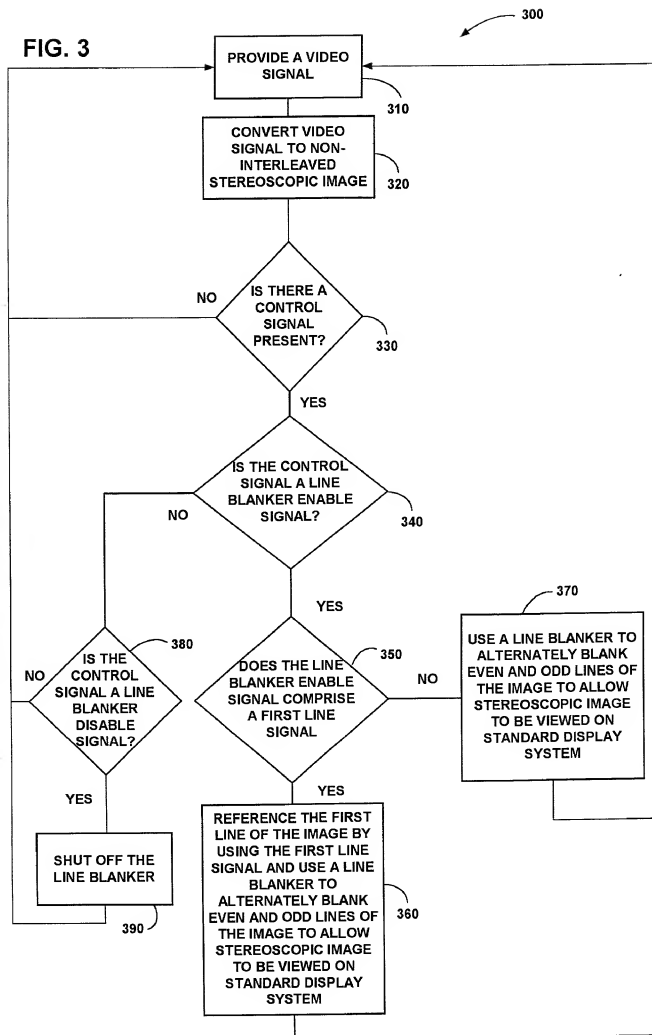 FIG. 3
300
PROVIDE A VIDEO
SIGNAL
310
CONVERT VIDEO
SIGNAL TO NON-
INTERLEAVED
STEREOSCOPIC IMAGE
320
IS THERE A
CONTROL
SIGNAL
PRESENT?
330
NO
YES
IS THE CONTROL
SIGNAL A LINE
BLANKER ENABLE
SIGNAL?
340
NO
YES
380
IS THE
CONTROL
SIGNAL A LINE
BLANKER
DISABLE
SIGNAL?
NO
YES
SHUT OFF THE
LINE BLANKER
390
350
DOES THE LINE
BLANKER ENABLE
SIGNAL COMPRISE
A FIRST LINE
SIGNAL
NO
YES
370
USE A LINE BLANKER TO
ALTERNATELY BLANK
EVEN AND ODD LINES OF
THE IMAGE TO ALLOW
STEREOSCOPIC IMAGE
TO BE VIEWED ON
STANDARD DISPLAY
SYSTEM
REFERENCE THE FIRST
LINE OF THE IMAGE BY
USING THE FIRST LINE
SIGNAL AND USE A LINE
BLANKER TO
ALTERNATELY BLANK
EVEN AND ODD LINES OF
THE IMAGE TO ALLOW
STEREOSCOPIC IMAGE
TO BE VIEWED ON
STANDARD DISPLAY
SYSTEM
360